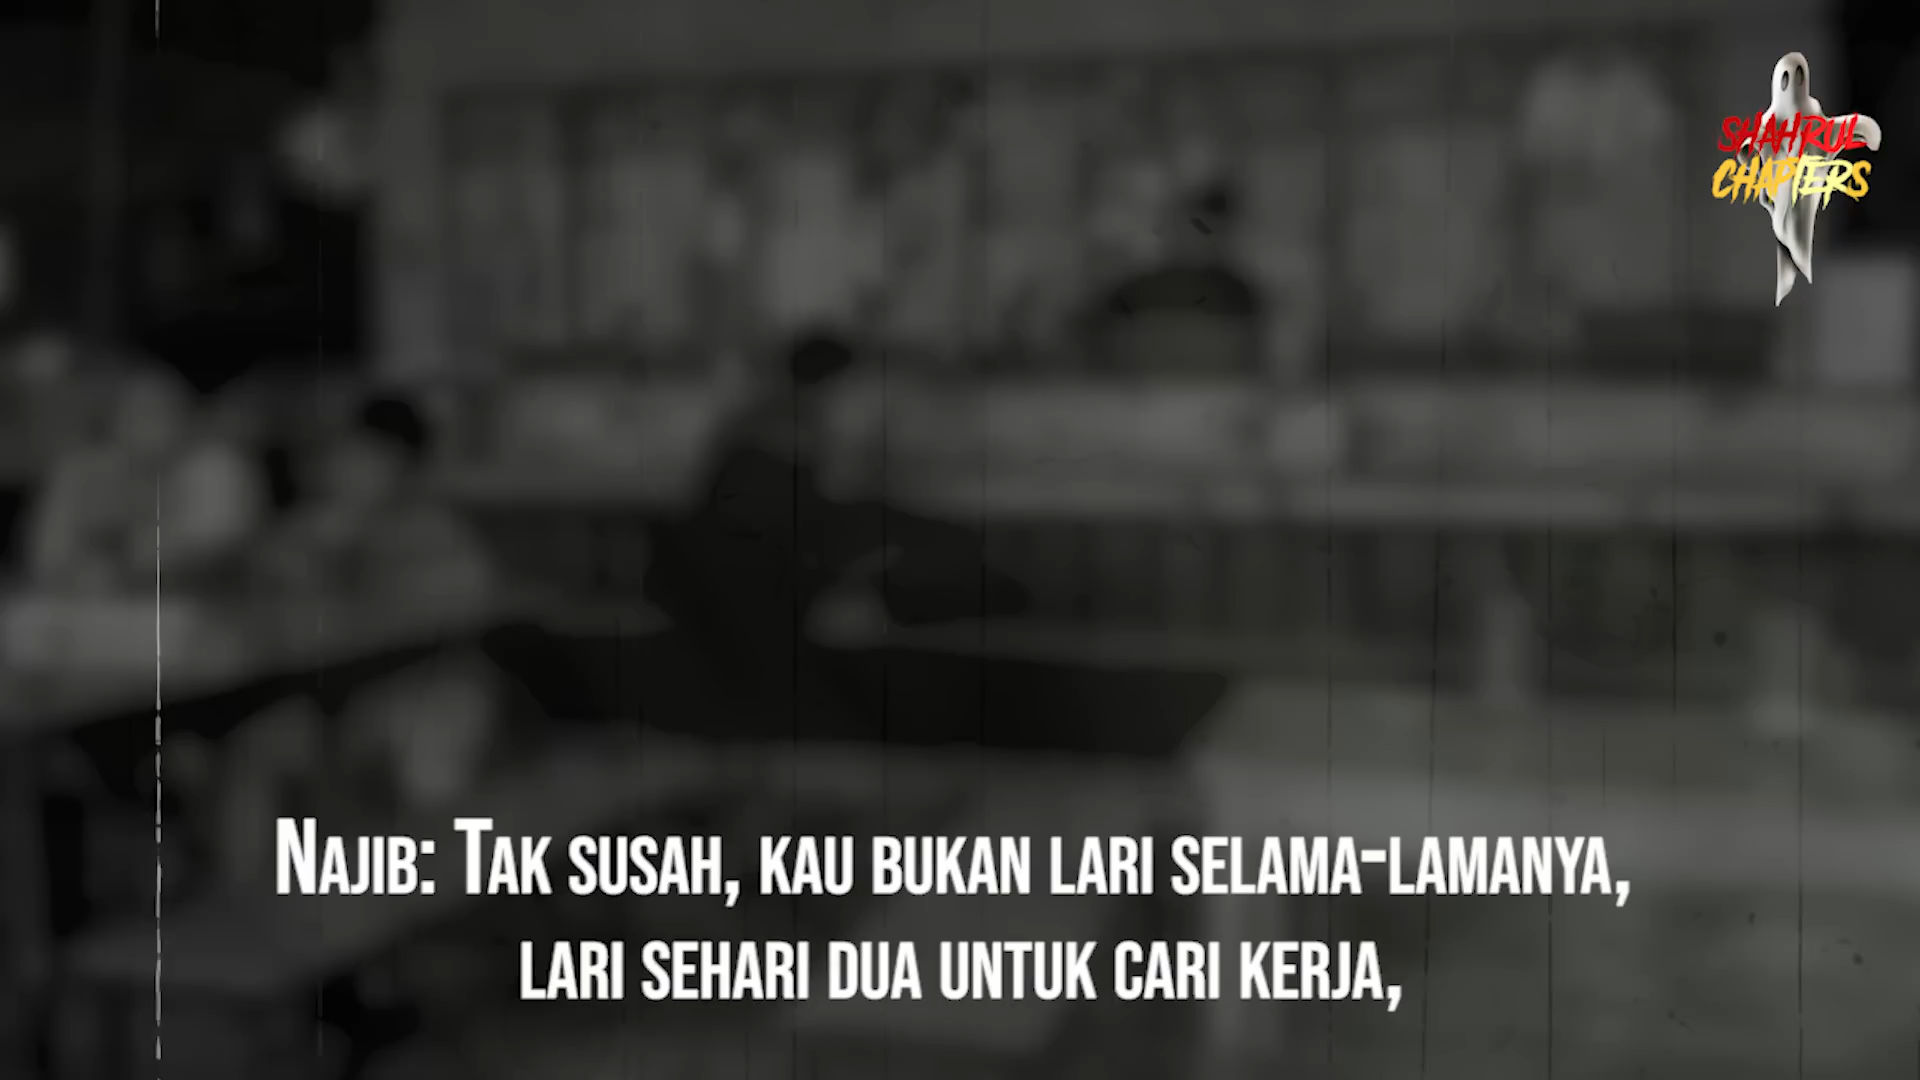 SHAHRUL
CHAPTERS
NAJIB: TAK SUSAH, KAU BUKAN LARI SELAMA-LAMANYA,
LARI SEHARI DUA UNTUK CARI KERJA,